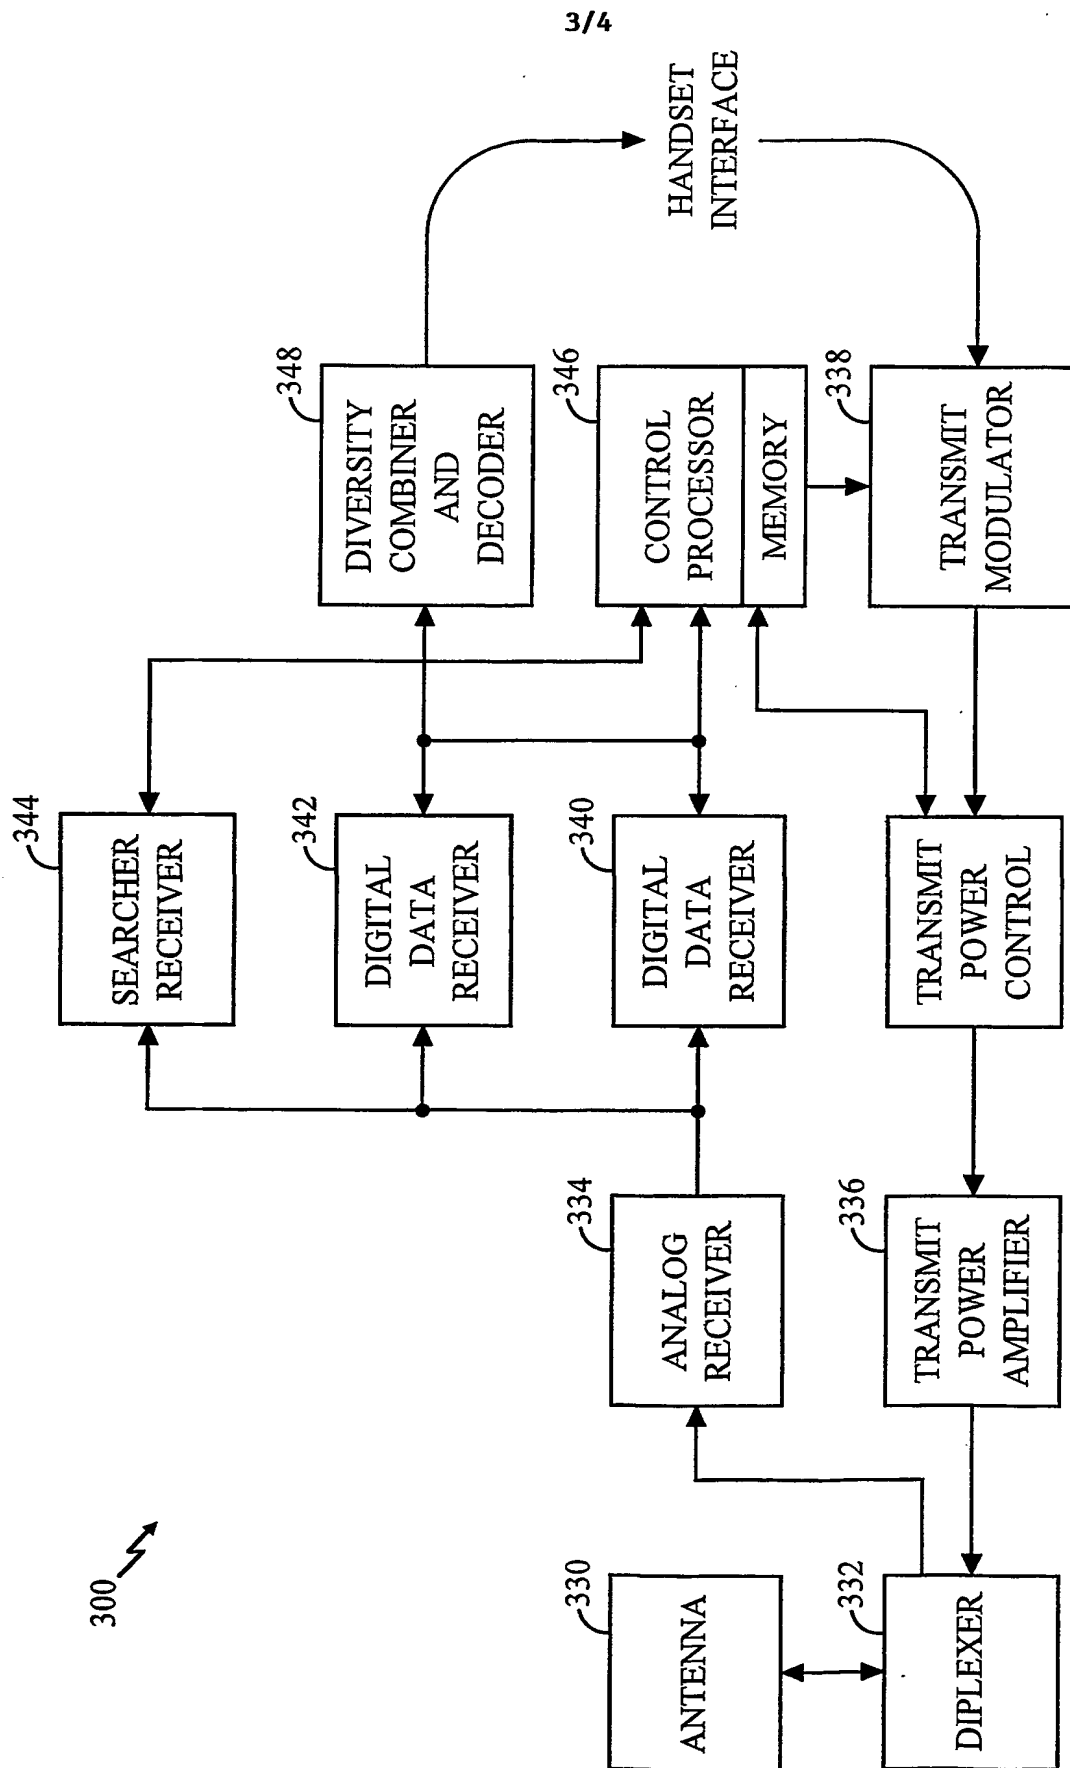 3/4
300
ANTENNA
330
DIPLEXER
332
ANALOG
RECEIVER
334
TRANSMIT
POWER
AMPLIFIER
336
SEARCHER
RECEIVER
344
DIGITAL
DATA
RECEIVER
342
DIGITAL
DATA
RECEIVER
340
TRANSMIT
POWER
CONTROL
DIVERSITY
COMBINER
AND
DECODER
348
CONTROL
PROCESSOR
MEMORY
346
TRANSMIT
MODULATOR
338
HANDSET
INTERFACE